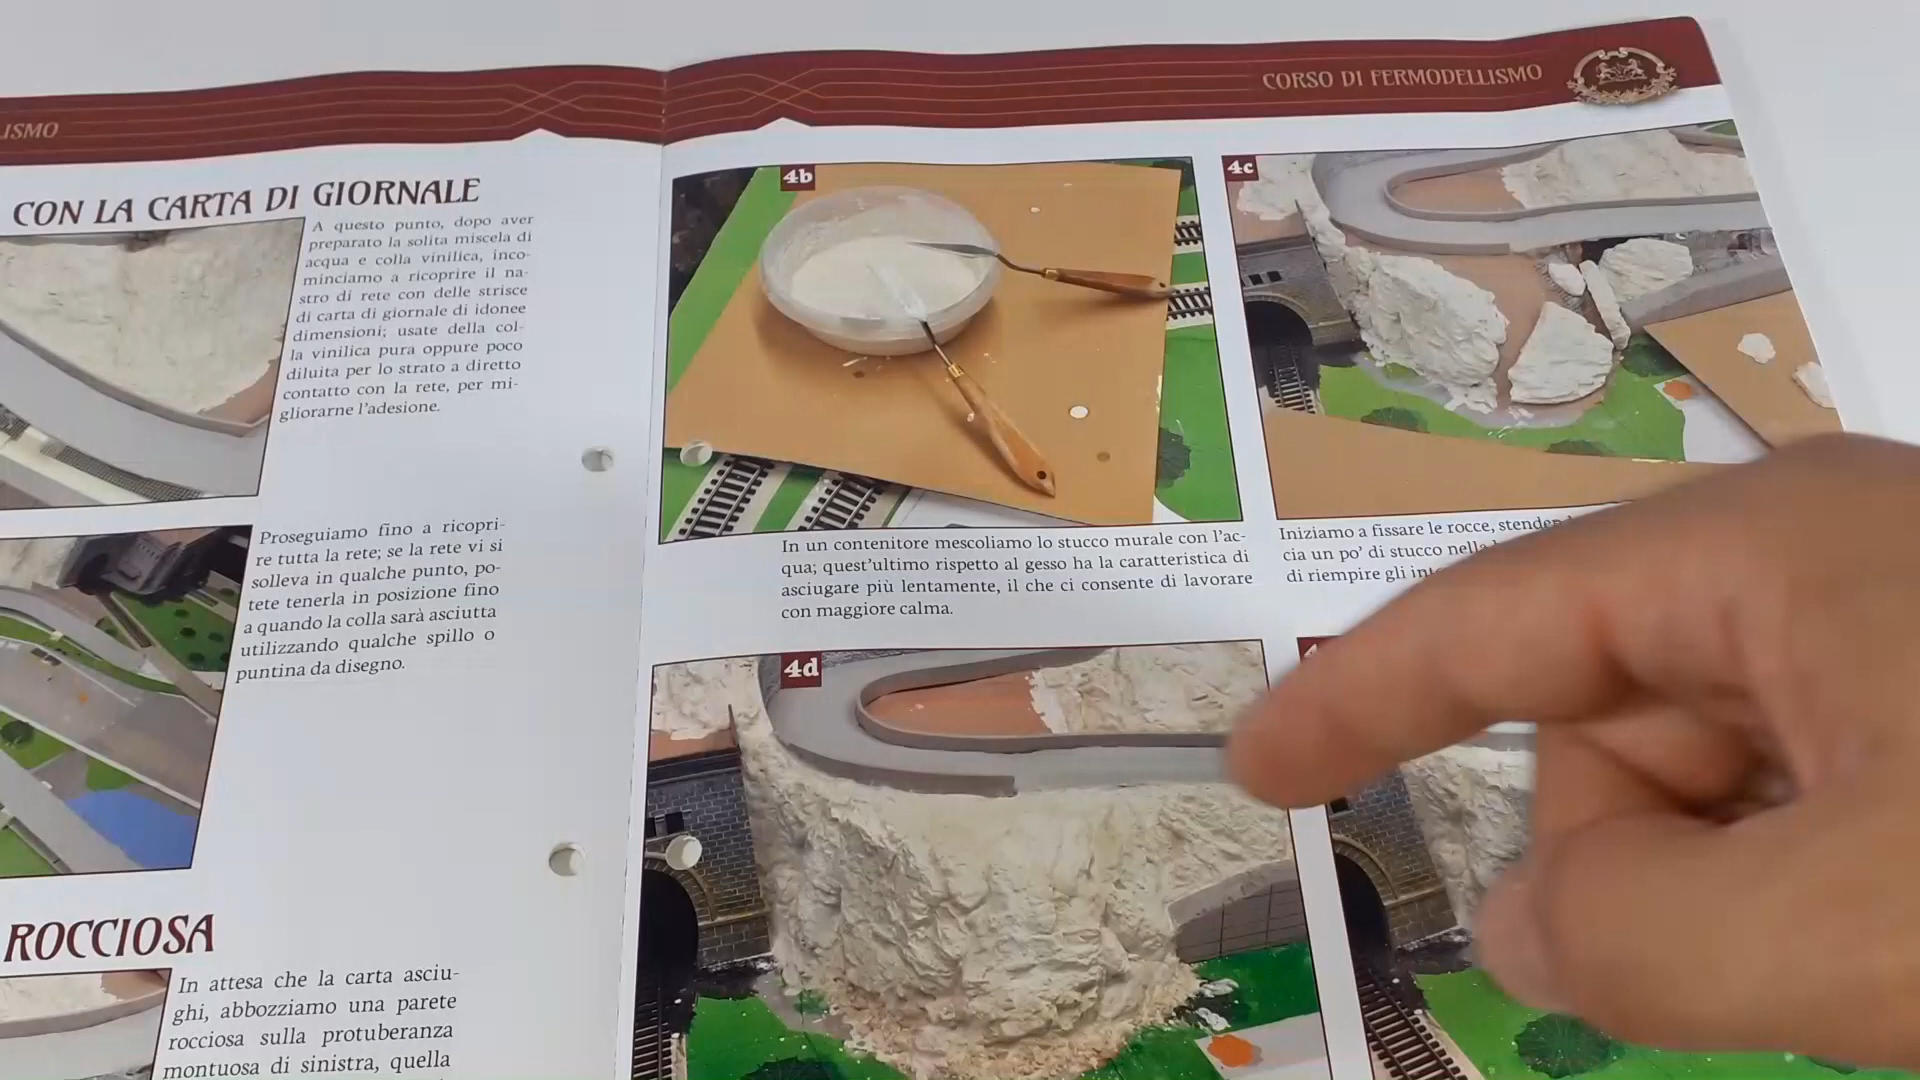 LISMO
CORSO DI FERMODELLISMO
CON LA CARTA DI GIORNALE
A questo punto, dopo aver
preparato la solita miscela di
acqua e colla vinilica, inco-
minciamo a ricoprire il na-
stro di rete con delle strisce
di carta di giornale di idonee
dimensioni; usate della col-
la vinilica pura oppure poco
diluita per lo strato a diretto
contatto con la rete, per mi-
gliorarne l'adesione.
Proseguiamo fino a ricopri-
re tutta la rete; se la rete vi si
solleva in qualche punto, po-
tete tenerla in posizione fino
a quando la colla sarà asciutta
utilizzando qualche spillo o
puntina da disegno.
ROCCIOSA
In attesa che la carta asciu-
ghi, abbozziamo una parete
rocciosa sulla protuberanza
montuosa di sinistra, quella
4b
In un contenitore mescoliamo lo stucco murale con l'ac-
qua; quest'ultimo rispetto al gesso ha la caratteristica di
asciugare più lentamente, il che ci consente di lavorare
con maggiore calma.
4c
Iniziamo a fissare le rocce,
cia un po' di stucco nella
di riempire gli
4d